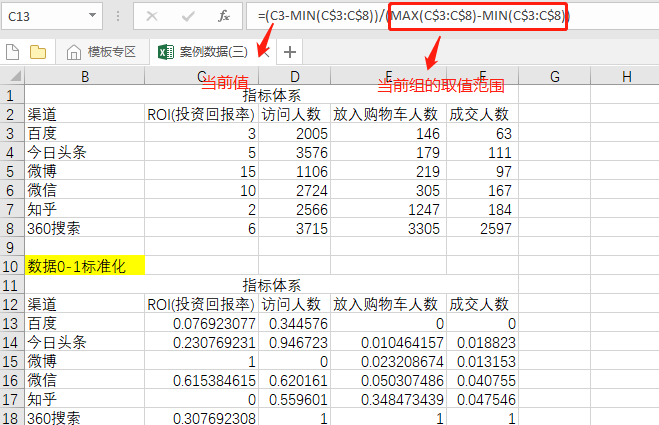 C13 fx =(C3-MIN(C$3:C$8))/(MAX(C$3:C$8)-MIN(C$3:C$8))
模板专区 案例数据(三)
当前值 当前组的取值范围
B C D E F G H
1 指标体系
2 渠道 ROI(投资回报率) 访问人数 放入购物车人数 成交人数
3 百度 3 2005 146 63
4 今日头条 5 3576 179 111
5 微博 15 1106 219 97
6 微信 10 2724 305 167
7 知乎 2 2566 1247 184
8 360搜索 6 3715 3305 2597
9
10 数据0-1标准化
11 指标体系
12 渠道 ROI(投资回报率) 访问人数 放入购物车人数 成交人数
13 百度 0.076923077 0.344576 0 0
14 今日头条 0.230769231 0.946723 0.010464157 0.018823
15 微博 1 0 0.023208674 0.013153
16 微信 0.615384615 0.620161 0.050307486 0.040755
17 知乎 0 0.559601 0.348473439 0.047546
18 360搜索 0.307692308 1 1 1